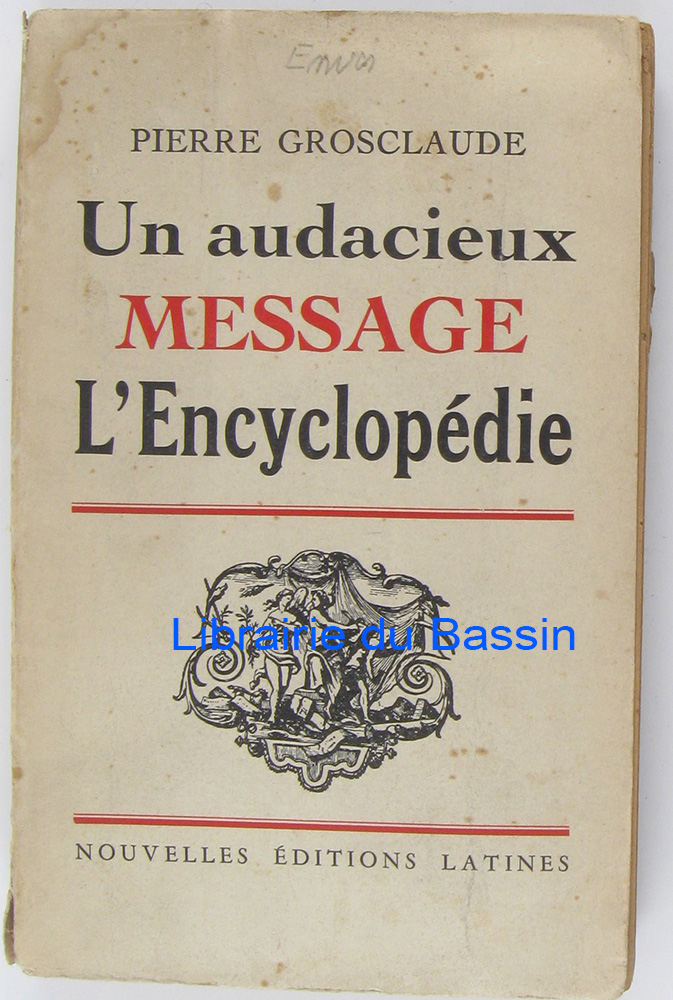 PIERRE GROSCLAUDE
Un audacieux
MESSAGE
L'Encyclopédie
Librairie du Bassin
NOUVELLES ÉDITIONS LATINES